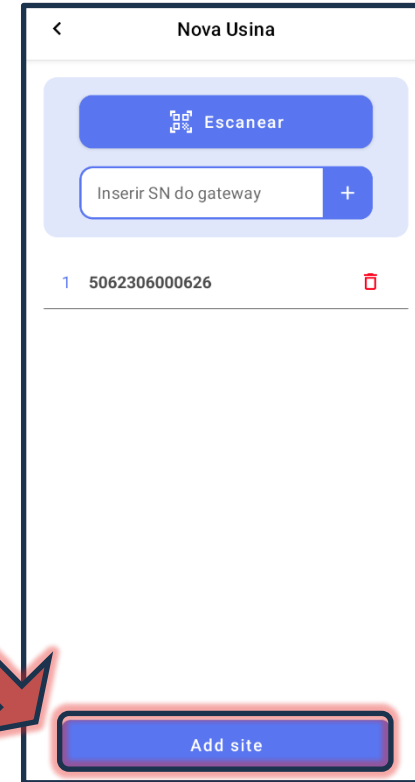 Nova Usina
Escanear
Inserir SN do gateway +
1 5062306000626
Add site